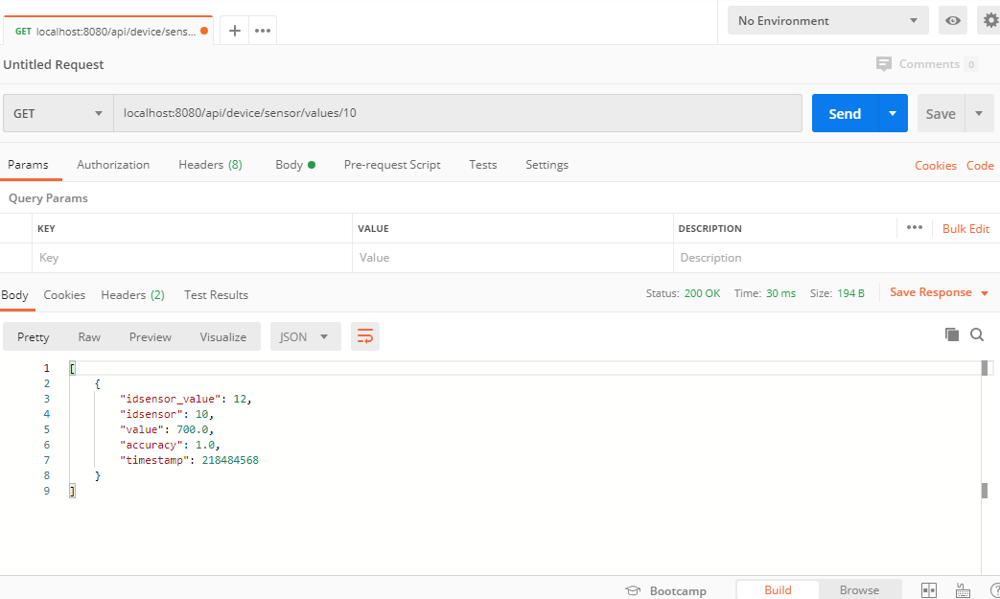 GET localhost:8080/api/device/sens...
No Environment
Untitled Request
Comments 0
GET localhost:8080/api/device/sensor/values/10 Send Save
Params Authorization Headers (8) Body Pre-request Script Tests Settings Cookies Code
Query Params
KEY VALUE DESCRIPTION Bulk Edit
Key Value Description
Body Cookies Headers (2) Test Results Status: 200 OK Time: 30 ms Size: 194 B Save Response
Pretty Raw Preview Visualize JSON
1 [
2 {
3 "idsensor_value": 12,
4 "idsensor": 10,
5 "value": 700.0,
6 "accuracy": 1.0,
7 "timestamp": 218484568
8 }
9 ]
Bootcamp Build Browse